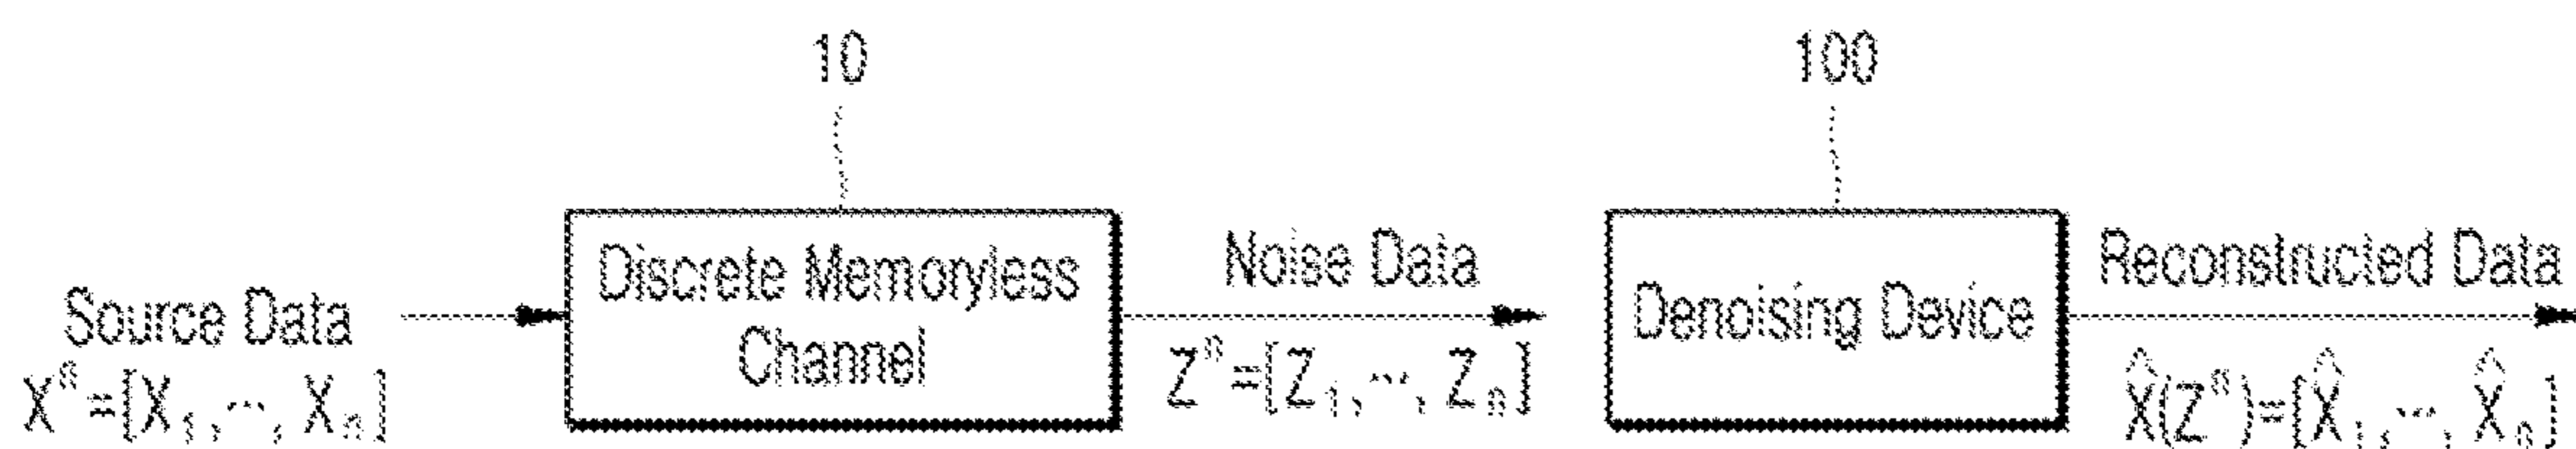 10
100
Source Data
X^n=[X_1,…, X_n]
Discrete Memoryless
Channel
Noise Data
Z^n=[Z_1,…, Z_n]
Denoising Device
Reconstructed Data
X̂(Z^n)=[X̂_1,…, X̂_n]